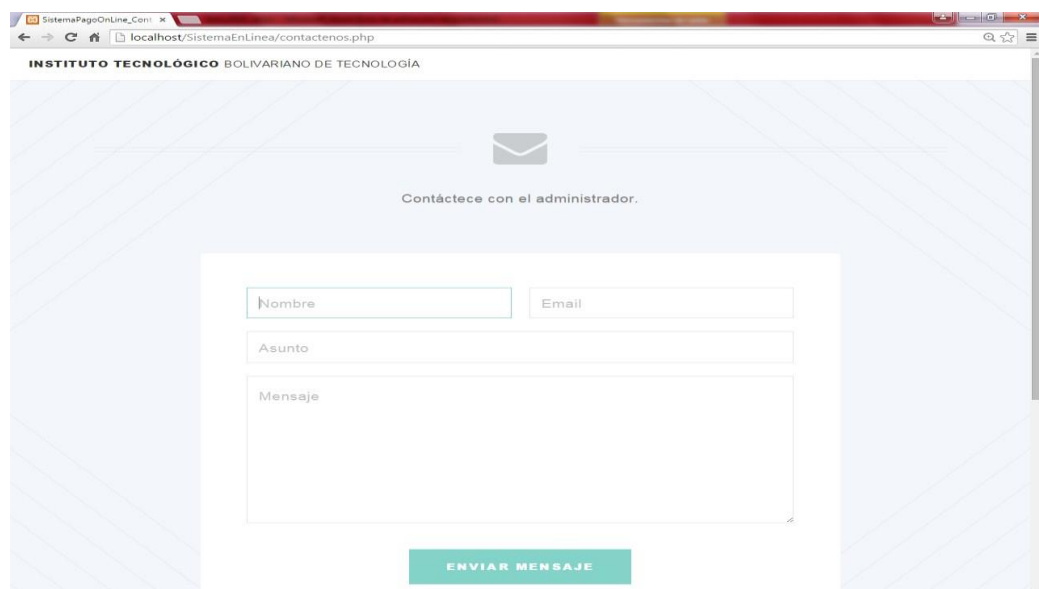 SistemaPagoOnLine_Cont
localhost/SistemaEnLinea/contactenos.php
INSTITUTO TECNOLÓGICO BOLIVARIANO DE TECNOLOGÍA
Contáctece con el administrador.
Nombre
Email
Asunto
Mensaje
ENVIAR MENSAJE